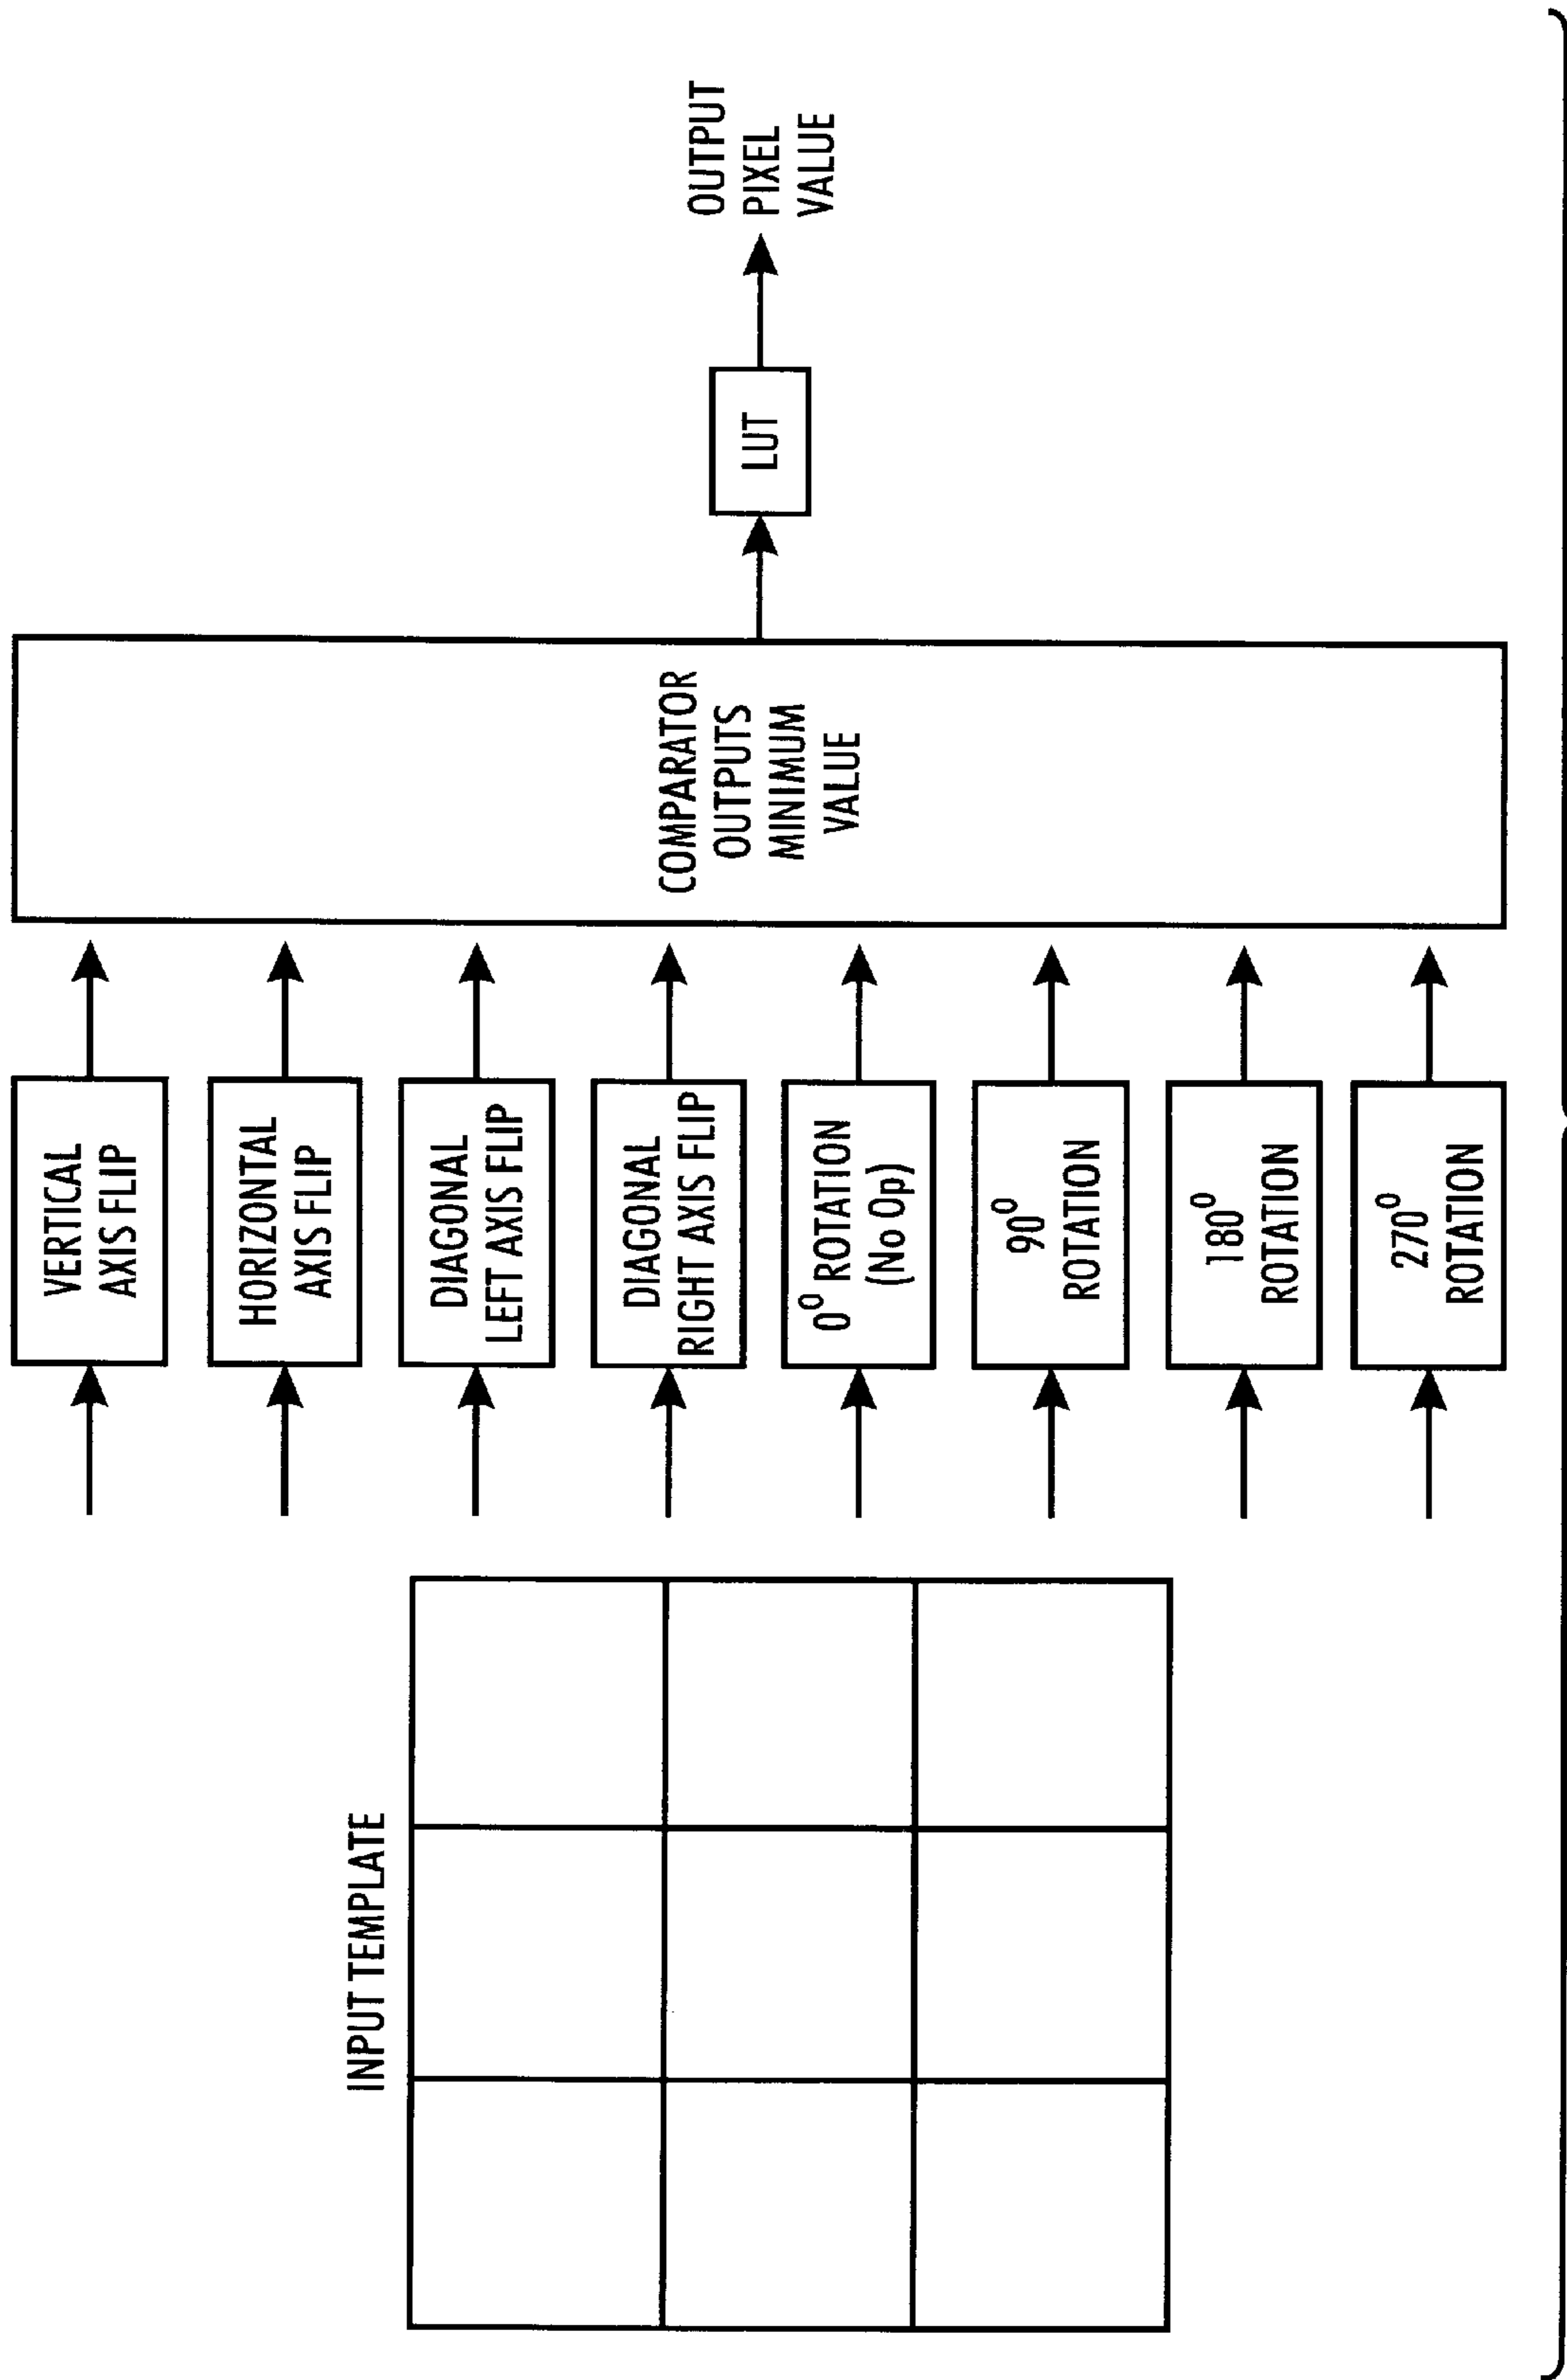 INPUT TEMPLATE
VERTICAL
AXIS FLIP
HORIZONTAL
AXIS FLIP
DIAGONAL
LEFT AXIS FLIP
DIAGONAL
RIGHT AXIS FLIP
0° ROTATION
(No Op)
90°
ROTATION
180°
ROTATION
270°
ROTATION
COMPARATOR
OUTPUTS
MINIMUM
VALUE
LUT
OUTPUT
PIXEL
VALUE